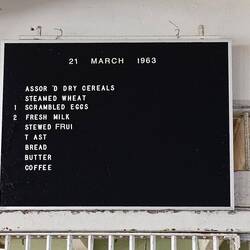 21 MARCH 1963
ASSOR D DRY CEREALS
STEAMED WHEAT
1 SCRAMBLED EGGS
2 FRESH MILK
STEWED FRUI
T AST
BREAD
BUTTER
COFFEE